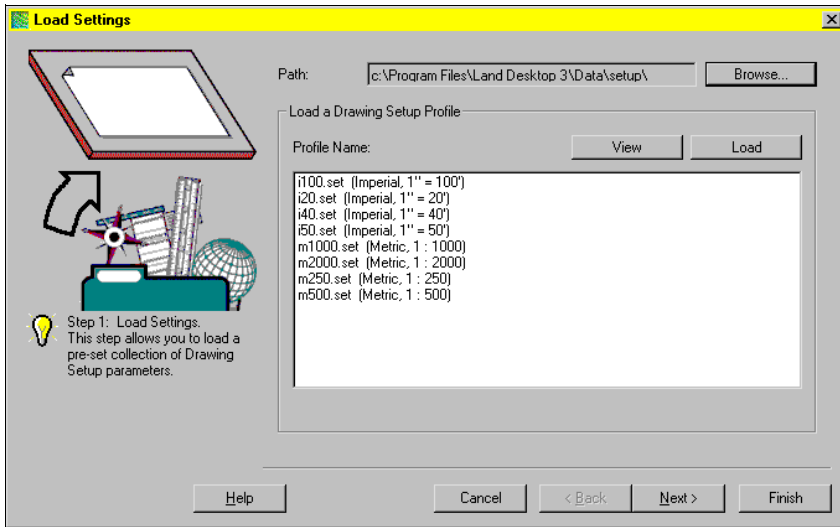 Load Settings
Path: c:\Program Files\Land Desktop 3\Data\setup\ Browse...
Load a Drawing Setup Profile
Profile Name: View Load
i100.set (Imperial, 1" = 100')
i20.set (Imperial, 1" = 20')
i40.set (Imperial, 1" = 40')
i50.set (Imperial, 1" = 50')
m1000.set (Metric, 1 : 1000)
m2000.set (Metric, 1 : 2000)
m250.set (Metric, 1 : 250)
m500.set (Metric, 1 : 500)
Step 1: Load Settings.
This step allows you to load a
pre-set collection of Drawing
Setup parameters.
Help Cancel < Back Next > Finish